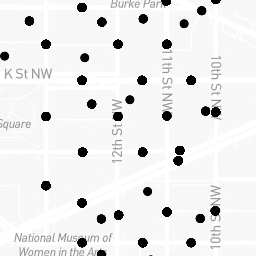 Burke Park
K St NW
11th St NW
10th St NW
12th St NW
Square
10th St NW
National Museum of
Women in the Arts